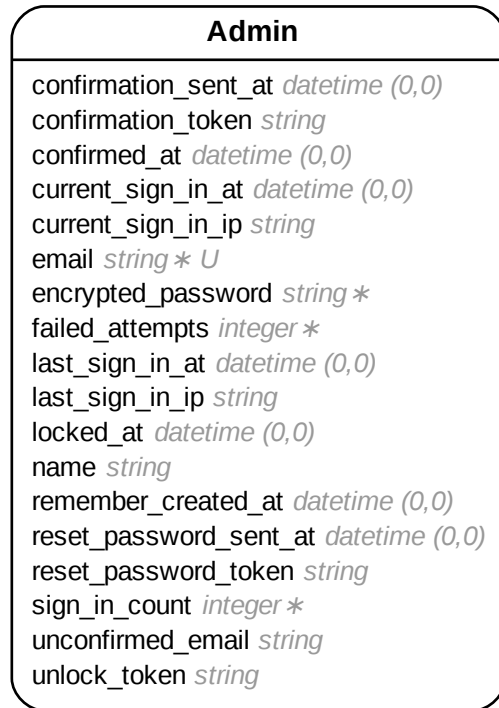 Admin
confirmation_sent_at datetime (0,0)
confirmation_token string
confirmed_at datetime (0,0)
current_sign_in_at datetime (0,0)
current_sign_in_ip string
email string ∗ U
encrypted_password string ∗
failed_attempts integer ∗
last_sign_in_at datetime (0,0)
last_sign_in_ip string
locked_at datetime (0,0)
name string
remember_created_at datetime (0,0)
reset_password_sent_at datetime (0,0)
reset_password_token string
sign_in_count integer ∗
unconfirmed_email string
unlock_token string